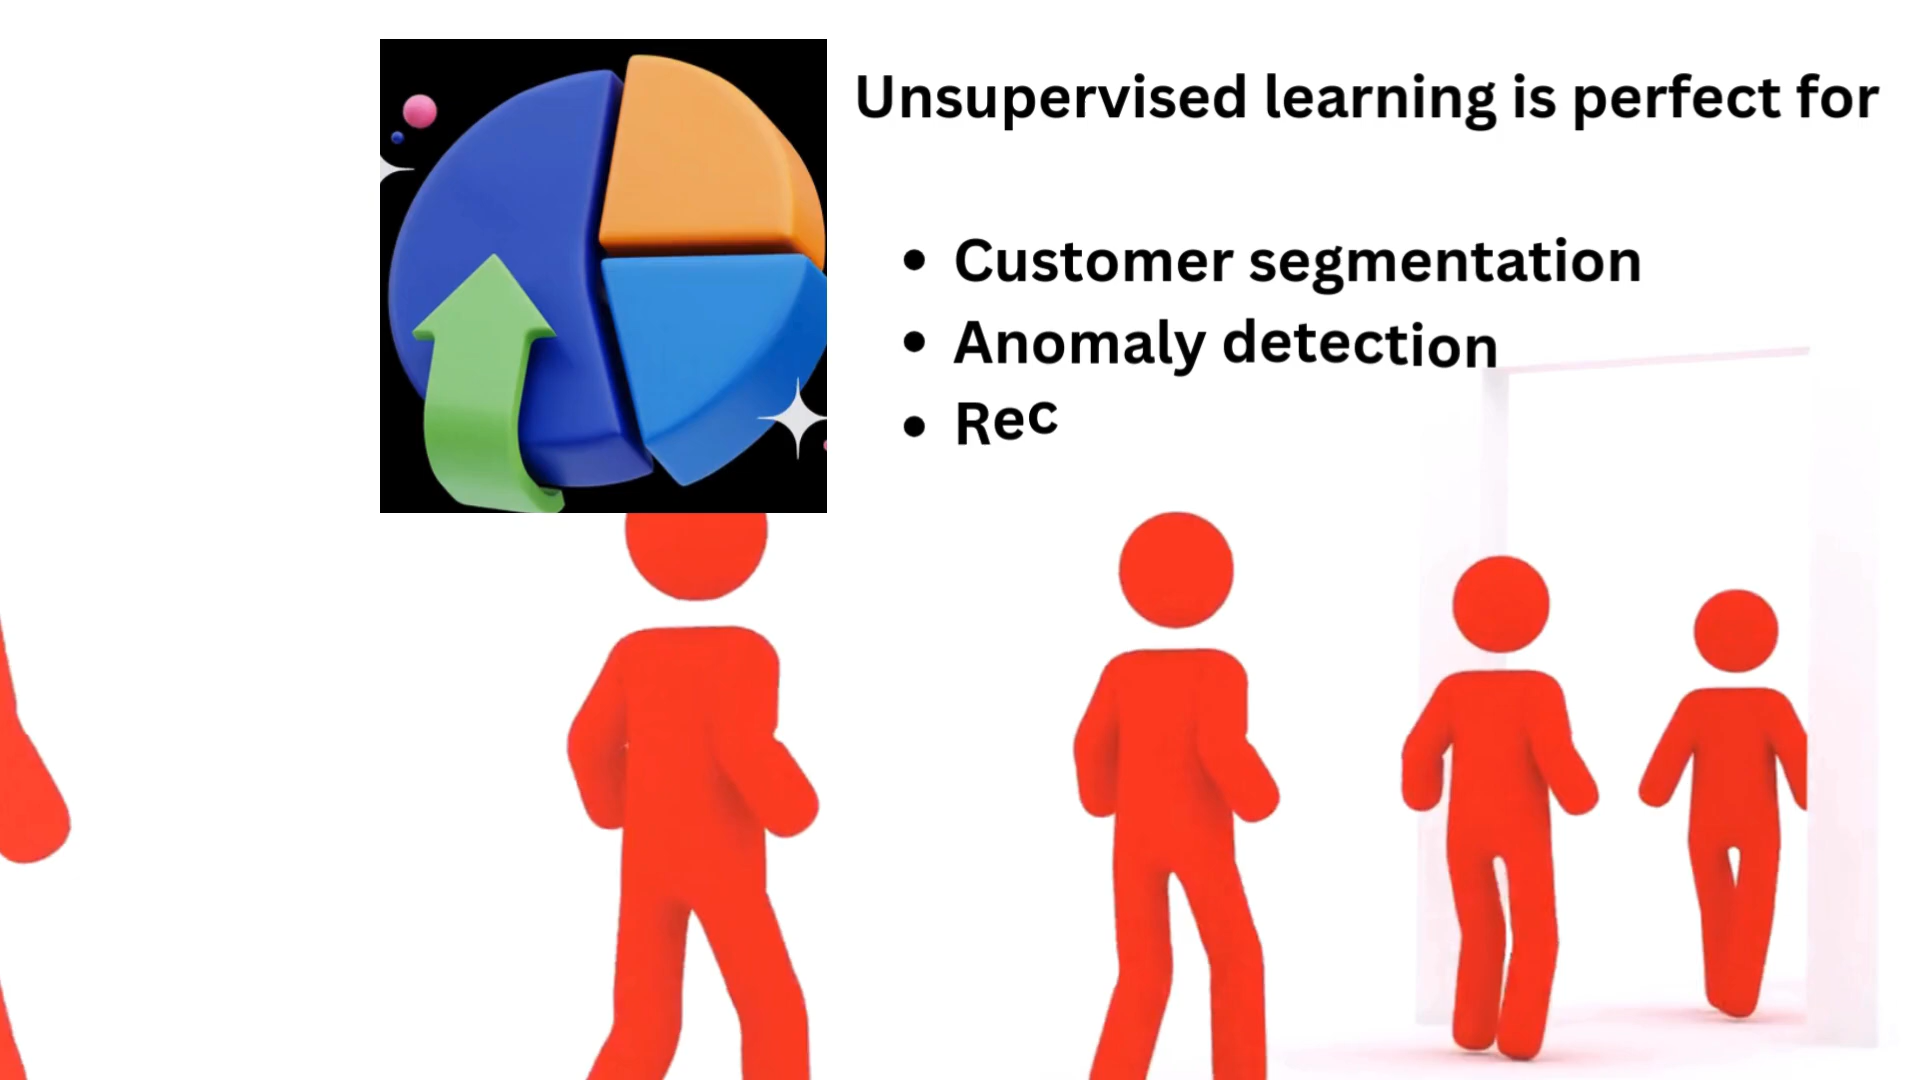 Unsupervised learning is perfect for
• Customer segmentation
• Anomaly detection
• Rec